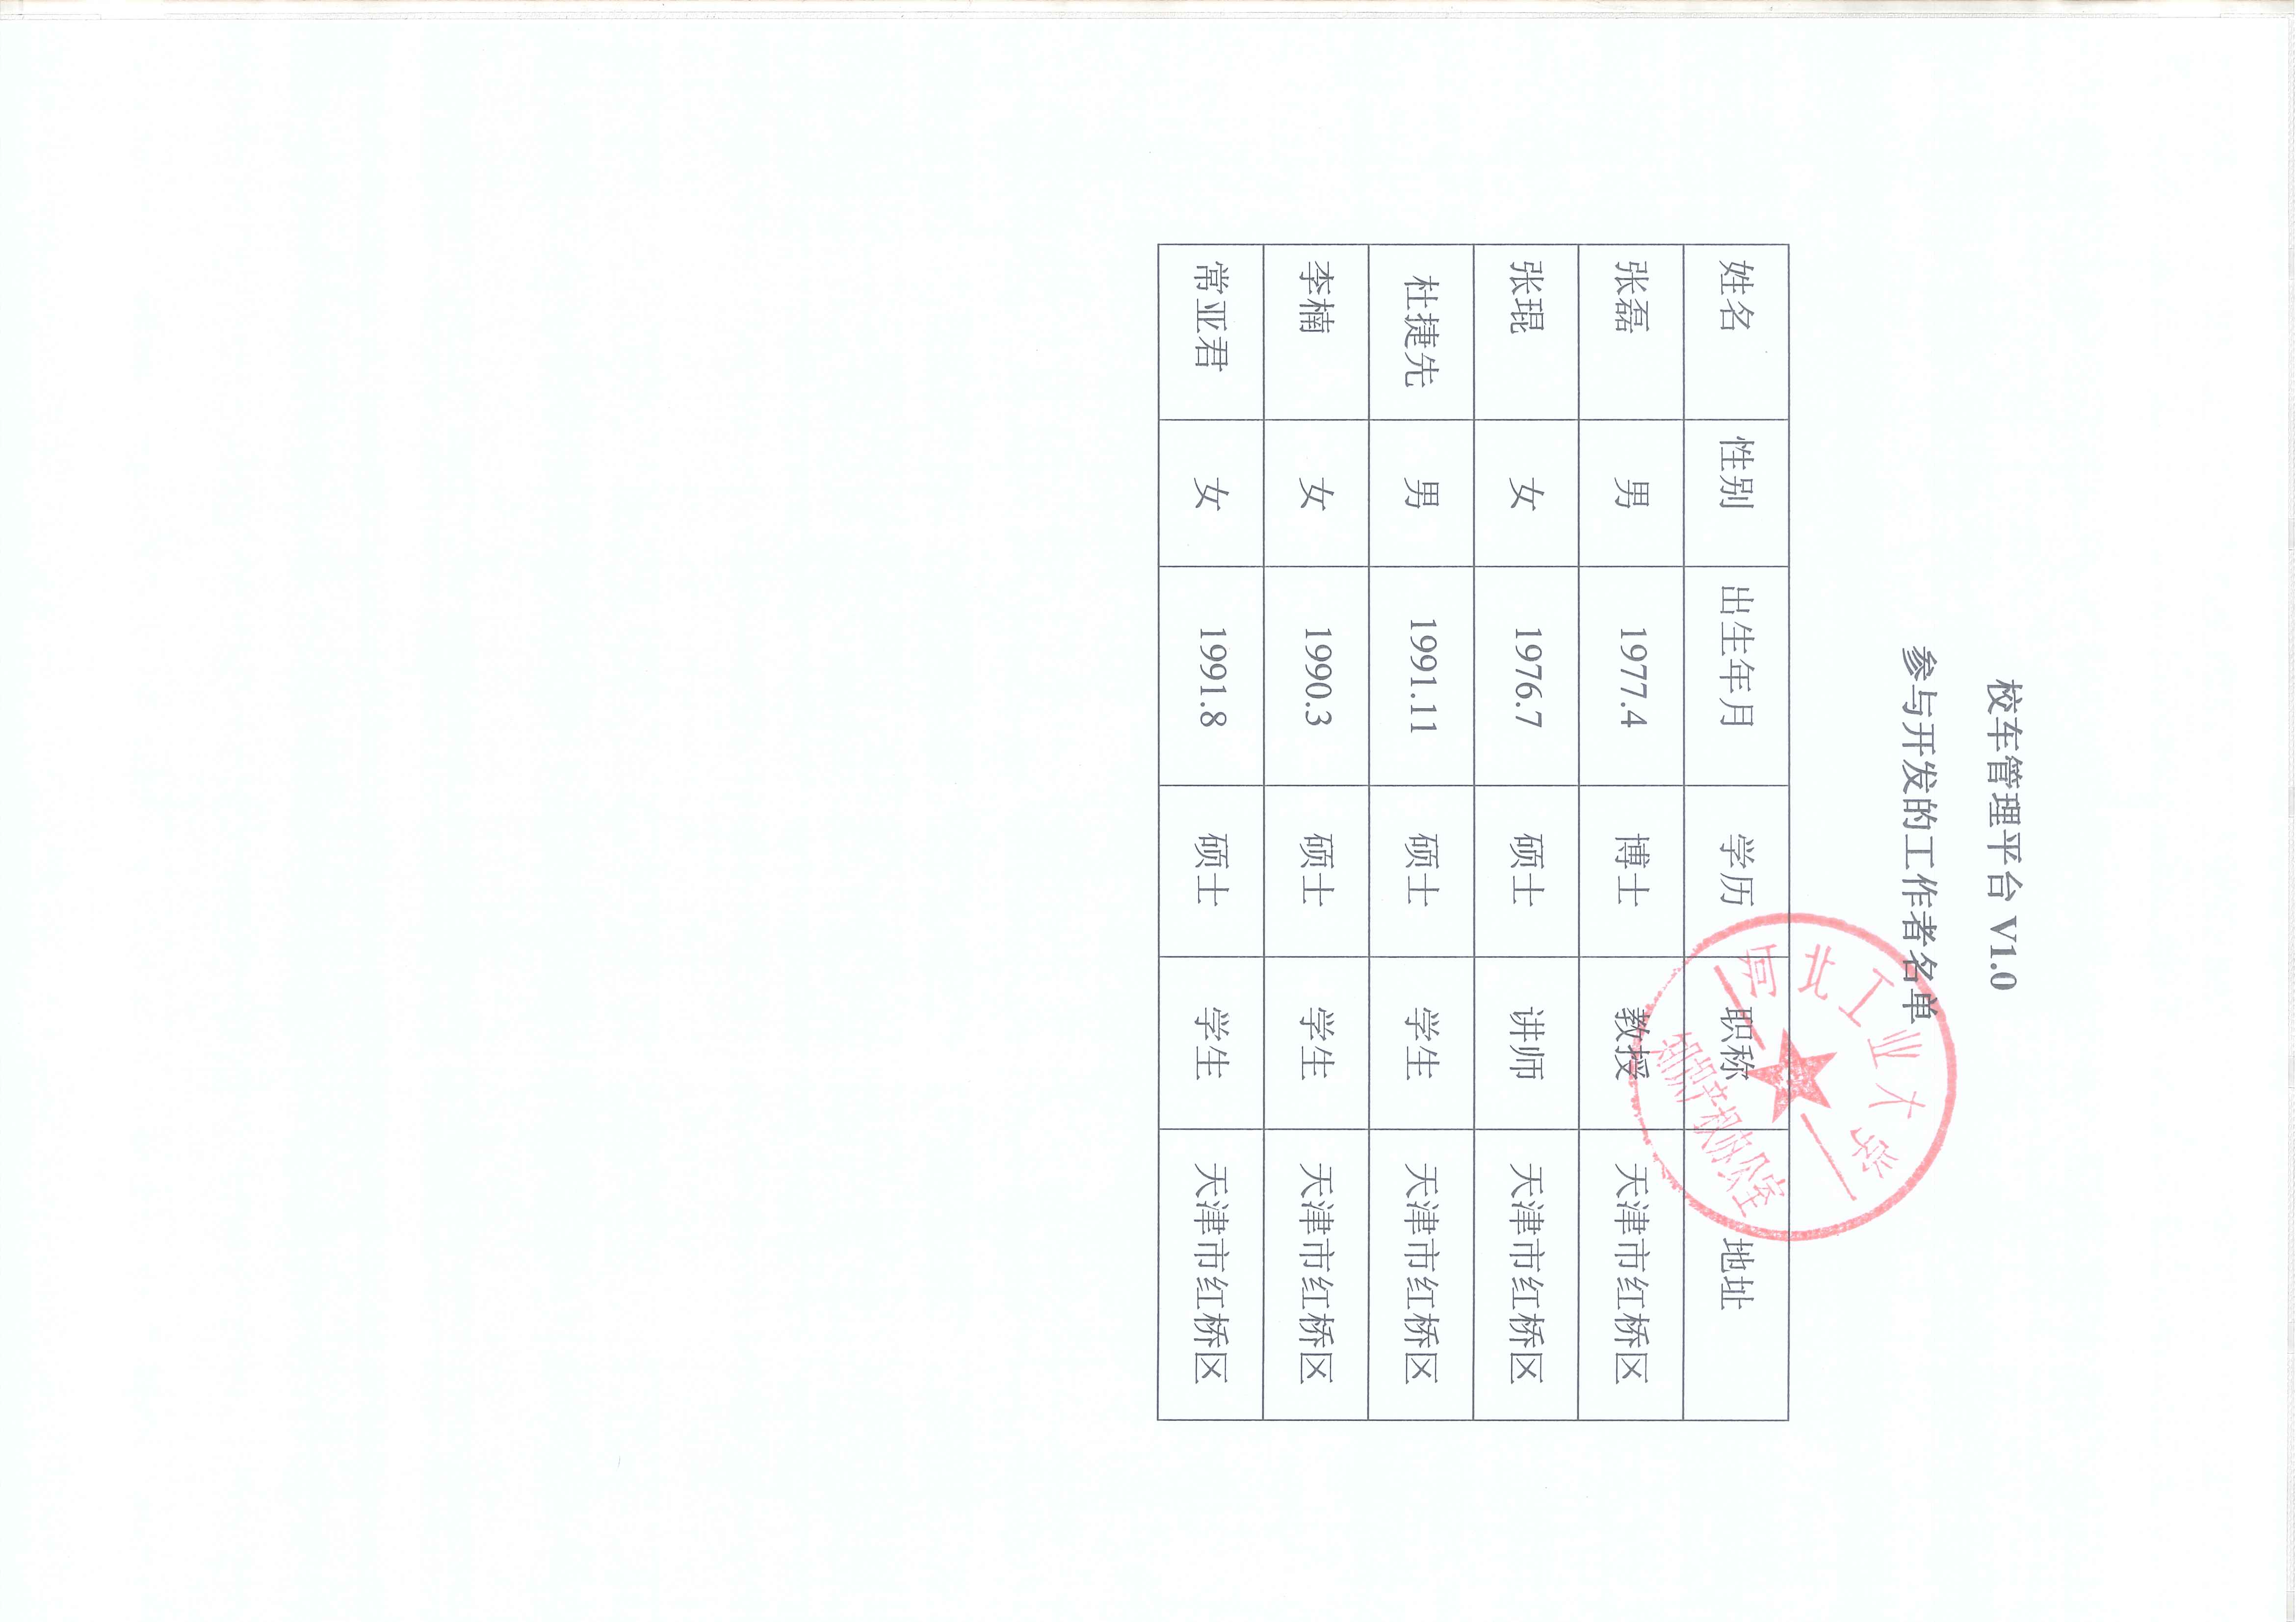 校车管理平台 V1.0
参与开发的工作者名单
姓名 性别 出生年月 学历 职称 地址
张磊 男 1977.4 博士 教授 天津市红桥区
张琨 女 1976.7 硕士 讲师 天津市红桥区
杜捷先 男 1991.11 硕士 学生 天津市红桥区
李楠 女 1990.3 硕士 学生 天津市红桥区
常亚君 女 1991.8 硕士 学生 天津市红桥区
河北工业大学
知识产权办公室